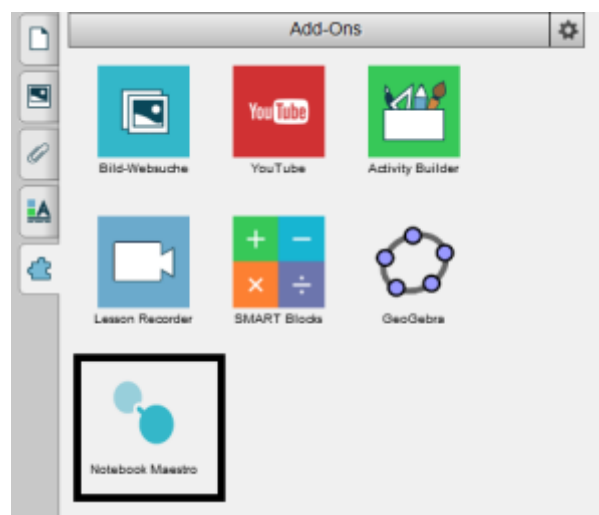 Add-Ons
You Tube
Bild-Websuche
YouTube
Activity Builder
Lesson Recorder
SMART Blocks
GeoGebra
Notebook Maestro